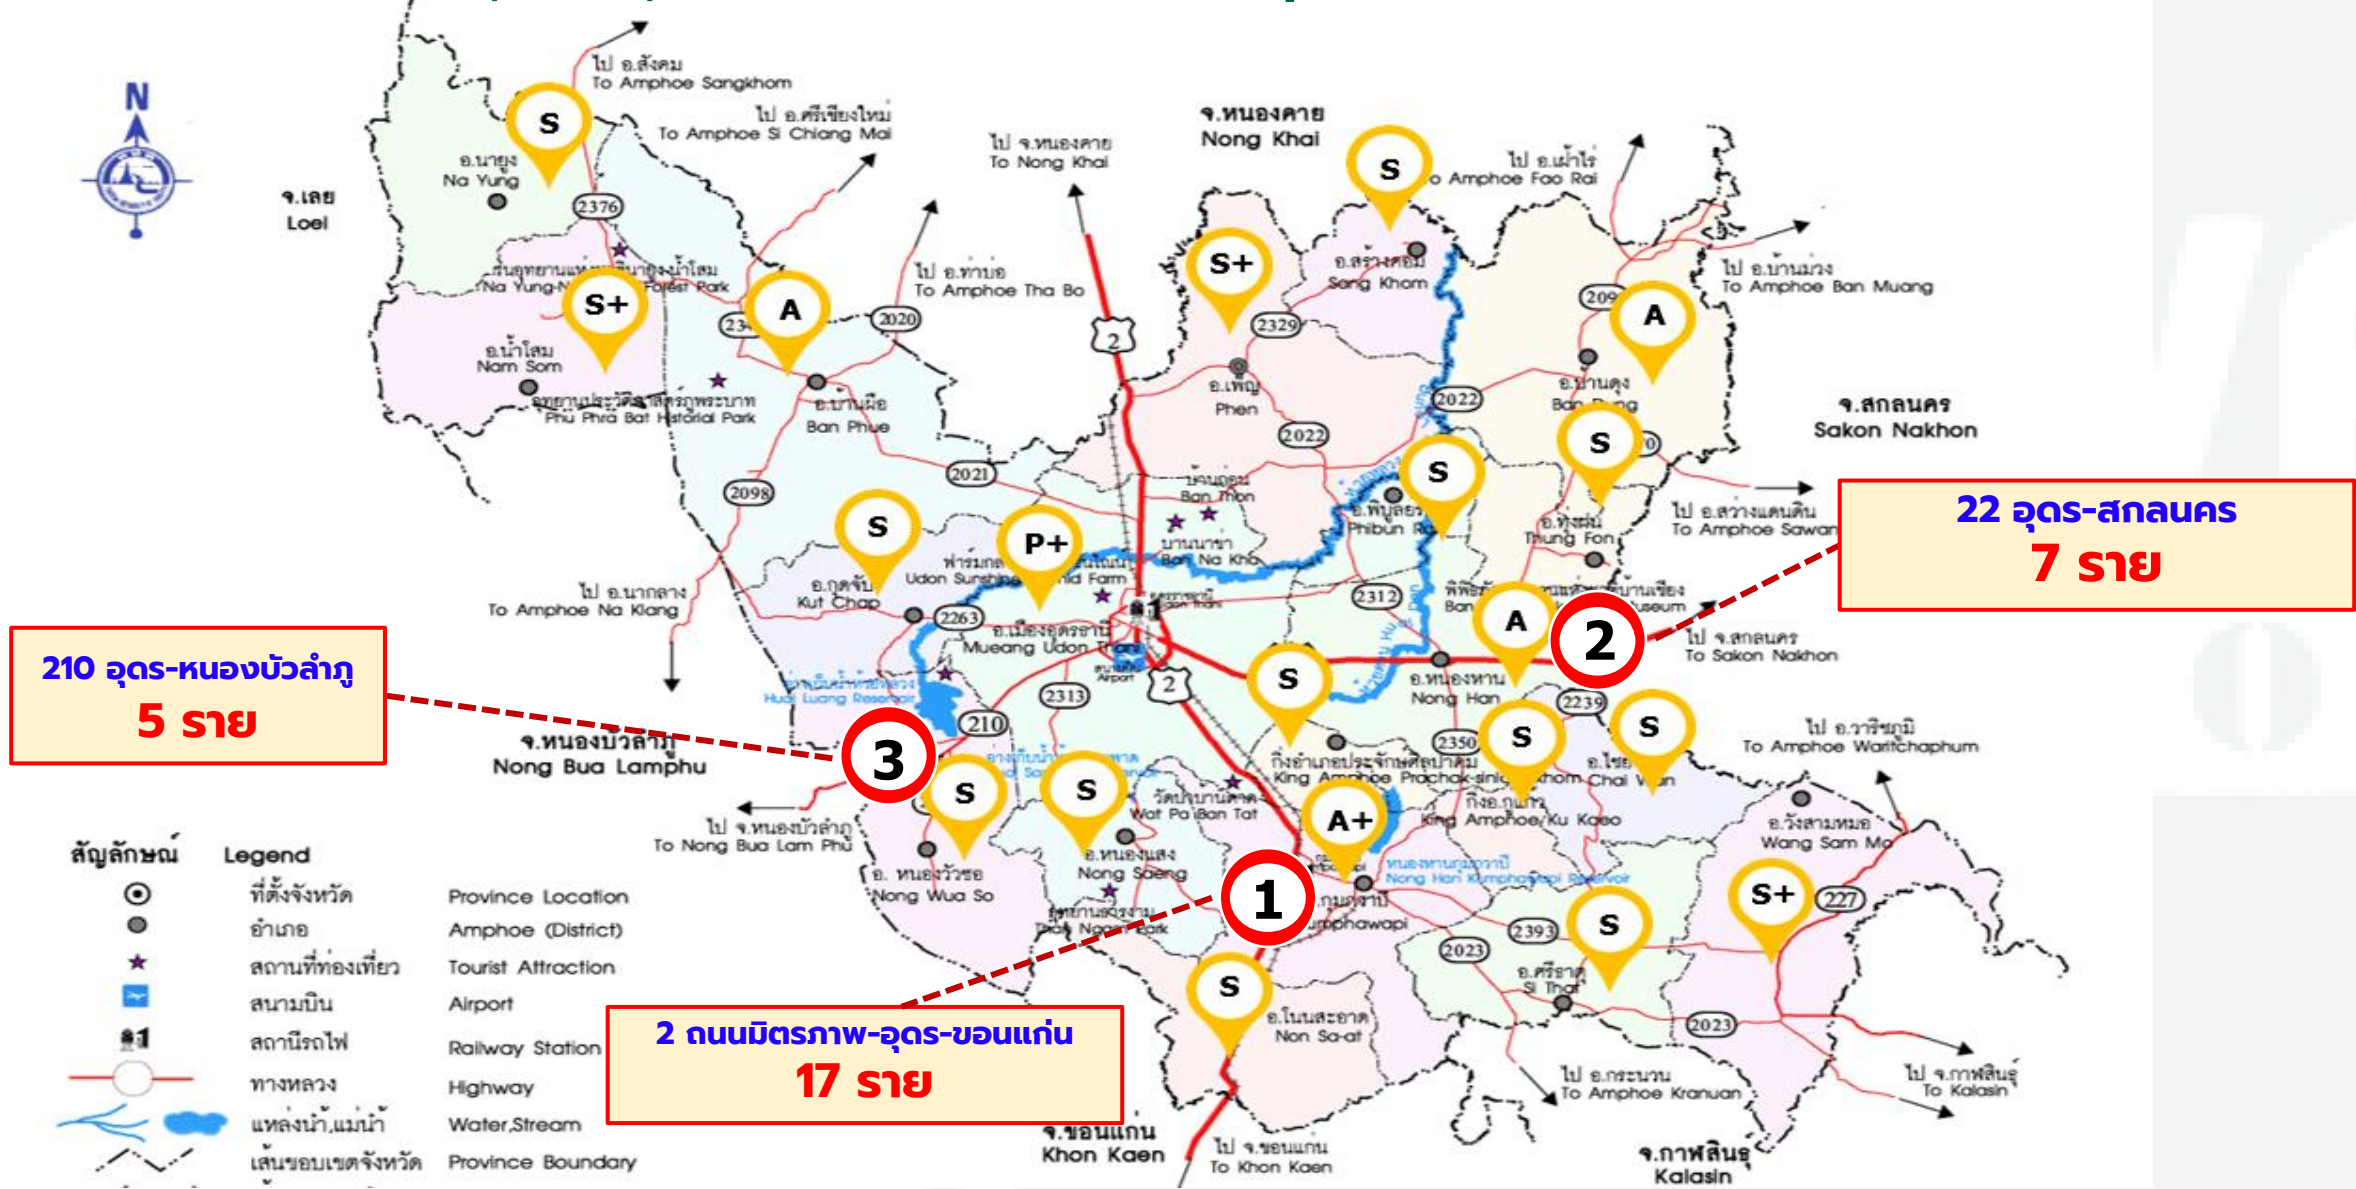 N
ไป อ.สังคม
To Amphoe Sangkhom
ไป อ.ศรีเชียงใหม่
To Amphoe Si Chiang Mai
ไป จ.หนองคาย
To Nong Khai
จ.หนองคาย
Nong Khai
ไป อ.เฝ้าไร่
o Amphoe Fao Rai
S
S
อ.นายูง
Na Yung
จ.เลย
Loei
2376
S+
อ.สร้างคอม
Sang Khom
ไป อ.ท่าบ่อ
To Amphoe Tha Bo
ไป อ.บ้านม่วง
To Amphoe Ban Muang
Forest Park
S+
A
2020
2
2329
A
อ.น้ำโสม
Nam Som
อ.เพ็ญ
Phen
Phu Phra Bat Historial Park
อ.บ้านผือ
Ban Phue
2022
จ.สกลนคร
Sakon Nakhon
2022
S
S
2021
2098
บ้านถ่อน
Ban Thon
22 อุดร-สกลนคร
7 ราย
ไป อ.สว่างแดนดิน
To Amphoe Sawan
S
P+
Phibun Ra
อ.ทุ่งฝน
Thung Fon
บ้านนาข่า
Ban Na Kha
Udon Sunshine
ld Farm
อ.กุดจับ
Kut Chap
ไป อ.นากลาง
To Amphoe Na Klang
2263
2312
useum
A
2
อ.เมืองอุดรธานี
Mueang Udon Thani
ไป จ.สกลนคร
To Sakon Nakhon
210 อุดร-หนองบัวลำภู
5 ราย
Airport
2
S
อ.หนองหาน
Nong Han
Huai Luang Reservoir
2313
210
2239
จ.หนองบัวลำภู
Nong Bua Lamphu
3
2350
S
S
ไป อ.วาริชภูมิ
To Amphoe Waritchaphum
กิ่งอำเภอประจักษ์ศิลปาคม
S
S
A+
วัดป่าบ้านตาด
Wat Pa Ban Tat
กิ่งอ.กู่แก้ว
King Amphoe Ku Kaeo
ไป จ.หนองบัวลำภู
To Nong Bua Lam Phu
อ.วังสามหมอ
Wang Sam Mo
อ.หนองแสง
Nong Saeng
อ. หนองวัวซอ
Nong Wua So
หนองหานกุมภวาปี
Nong Han Kumphawapi Reservoir
1
umphawapi
S+
227
S
2393
2023
อ.ศรีธาตุ
Si That
S
2 ถนนมิตรภาพ-อุดร-ขอนแก่น
17 ราย
อ.โนนสะอาด
Non Sa-at
2023
ไป อ.กระนวน
To Amphoe Kranuan
ไป จ.กาฬสินธุ์
To Kalasin
จ.ขอนแก่น
Khon Kaen
ไป จ.ขอนแก่น
To Khon Kaen
จ.กาฬสินธุ์
Kalasin
สัญลักษณ์ Legend
ที่ตั้งจังหวัด Province Location
อำเภอ Amphoe (District)
สถานที่ท่องเที่ยว Tourist Attraction
สนามบิน Airport
สถานีรถไฟ Railway Station
ทางหลวง Highway
แหล่งน้ำ,แม่น้ำ Water,Stream
เส้นขอบเขตจังหวัด Province Boundary